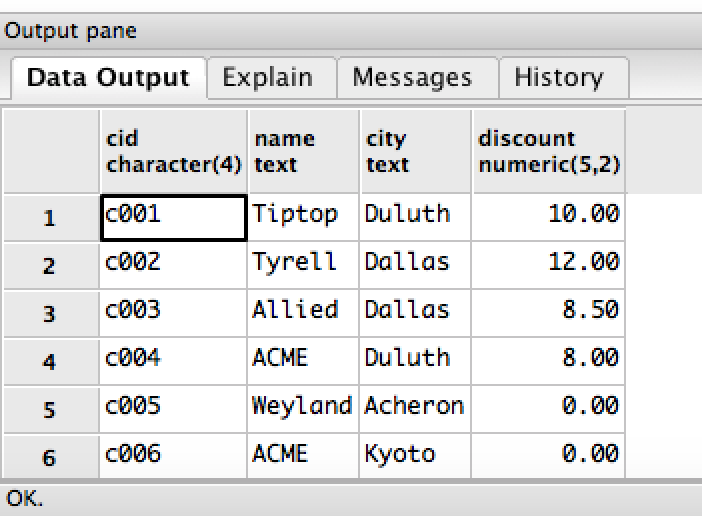 Output pane
Data Output Explain Messages History
cid name city discount
character(4) text text numeric(5,2)
1 c001 Tiptop Duluth 10.00
2 c002 Tyrell Dallas 12.00
3 c003 Allied Dallas 8.50
4 c004 ACME Duluth 8.00
5 c005 Weyland Acheron 0.00
6 c006 ACME Kyoto 0.00
OK.